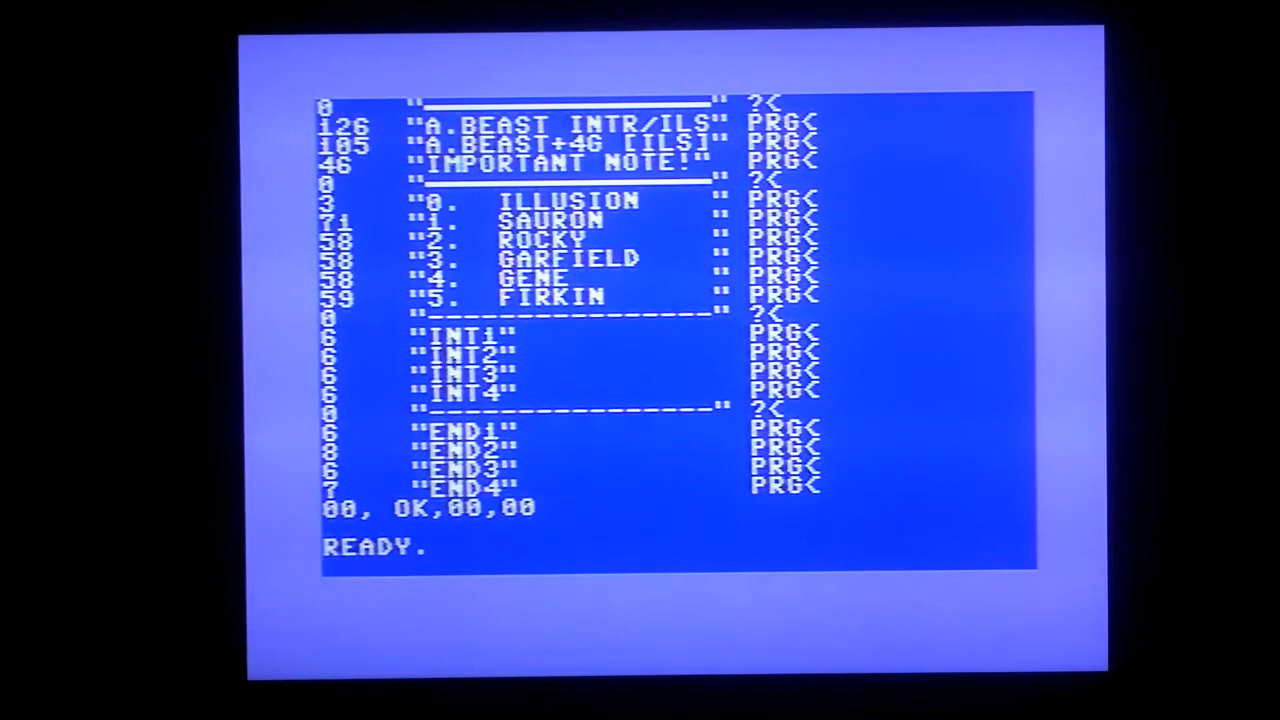 0 "________________" ?<
126 "A.BEAST INTR/ILS" PRG<
105 "A.BEAST+4G [ILS]" PRG<
46 "IMPORTANT NOTE!" PRG<
0 "________________" ?<
3 "0. ILLUSION " PRG<
71 "1. SAURON " PRG<
58 "2. ROCKY " PRG<
58 "3. GARFIELD " PRG<
58 "4. GENE " PRG<
59 "5. FIRKIN " PRG<
0 "----------------" ?<
6 "INT1" PRG<
6 "INT2" PRG<
6 "INT3" PRG<
6 "INT4" PRG<
0 "----------------" ?<
6 "END1" PRG<
8 "END2" PRG<
6 "END3" PRG<
7 "END4" PRG<
00, OK,00,00
READY.